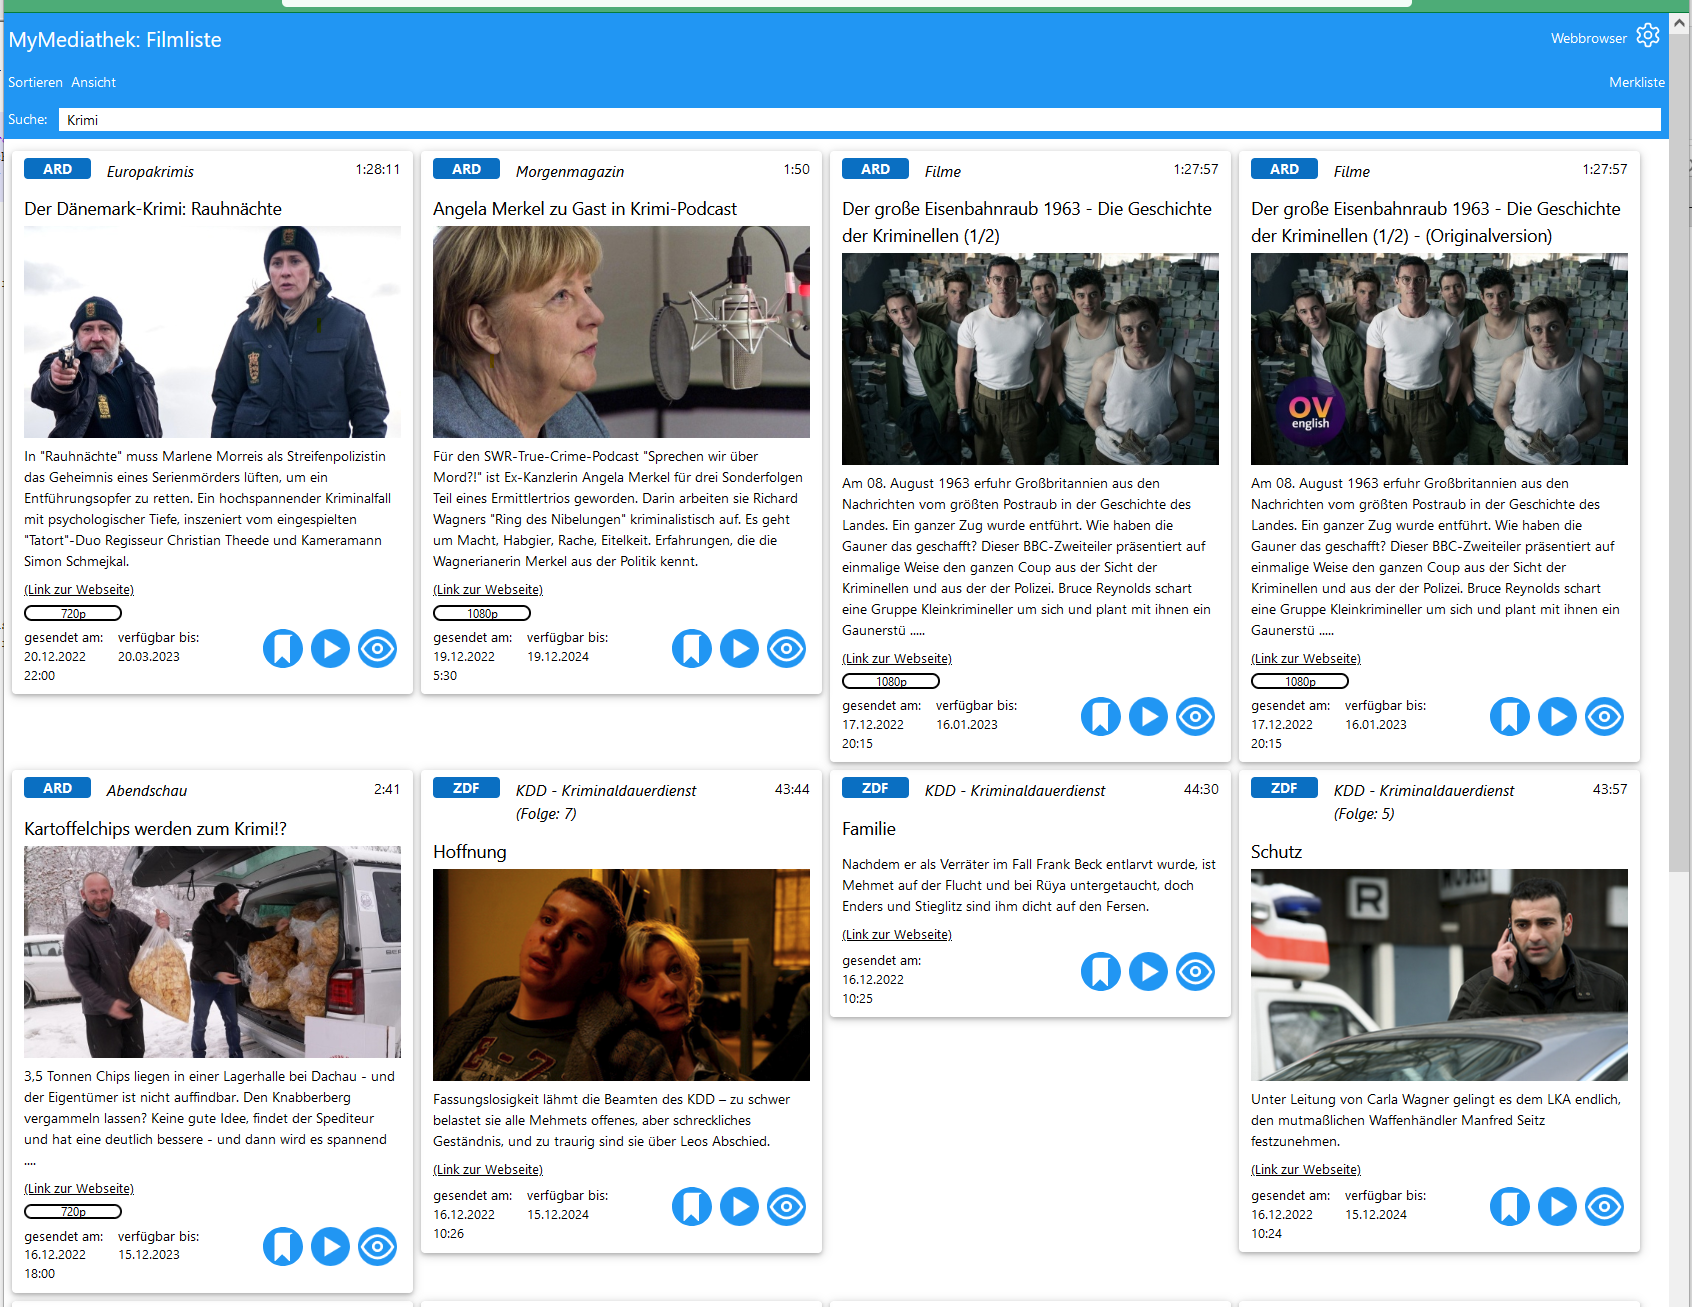 MyMediathek: Filmliste
Webbrowser
Sortieren Ansicht
Merkliste
Suche: Krimi
ARD Europakrimis 1:28:11
Der Dänemark-Krimi: Rauhnächte
In "Rauhnächte" muss Marlene Morreis als Streifenpolizistin
das Geheimnis eines Serienmörders lüften, um ein
Entführungsopfer zu retten. Ein hochspannender Kriminalfall
mit psychologischer Tiefe, inszeniert vom eingespielten
"Tatort"-Duo Regisseur Christian Theede und Kameramann
Simon Schmejkal.
(Link zur Webseite)
720p
gesendet am: verfügbar bis:
20.12.2022 20.03.2023
22:00
ARD Morgenmagazin 1:50
Angela Merkel zu Gast in Krimi-Podcast
Für den SWR-True-Crime-Podcast "Sprechen wir über
Mord?!" ist Ex-Kanzlerin Angela Merkel für drei Sonderfolgen
Teil eines Ermittlertrios geworden. Darin arbeiten sie Richard
Wagners "Ring des Nibelungen" kriminalistisch auf. Es geht
um Macht, Habgier, Rache, Eitelkeit. Erfahrungen, die die
Wagnerianerin Merkel aus der Politik kennt.
(Link zur Webseite)
1080p
gesendet am: verfügbar bis:
19.12.2022 19.12.2024
5:30
ARD Filme 1:27:57
Der große Eisenbahnraub 1963 - Die Geschichte
der Kriminellen (1/2)
Am 08. August 1963 erfuhr Großbritannien aus den
Nachrichten vom größten Postraub in der Geschichte des
Landes. Ein ganzer Zug wurde entführt. Wie haben die
Gauner das geschafft? Dieser BBC-Zweiteiler präsentiert auf
einmalige Weise den ganzen Coup aus der Sicht der
Kriminellen und aus der der Polizei. Bruce Reynolds schart
eine Gruppe Kleinkrimineller um sich und plant mit ihnen ein
Gaunerstü .....
(Link zur Webseite)
1080p
gesendet am: verfügbar bis:
17.12.2022 16.01.2023
20:15
ARD Filme 1:27:57
Der große Eisenbahnraub 1963 - Die Geschichte
der Kriminellen (1/2) - (Originalversion)
OV
english
Am 08. August 1963 erfuhr Großbritannien aus den
Nachrichten vom größten Postraub in der Geschichte des
Landes. Ein ganzer Zug wurde entführt. Wie haben die
Gauner das geschafft? Dieser BBC-Zweiteiler präsentiert auf
einmalige Weise den ganzen Coup aus der Sicht der
Kriminellen und aus der der Polizei. Bruce Reynolds schart
eine Gruppe Kleinkrimineller um sich und plant mit ihnen ein
Gaunerstü .....
(Link zur Webseite)
1080p
gesendet am: verfügbar bis:
17.12.2022 16.01.2023
20:15
ARD Abendschau 2:41
Kartoffelchips werden zum Krimi!?
3,5 Tonnen Chips liegen in einer Lagerhalle bei Dachau - und
der Eigentümer ist nicht auffindbar. Den Knabberberg
vergammeln lassen? Keine gute Idee, findet der Spediteur
und hat eine deutlich bessere - und dann wird es spannend
....
(Link zur Webseite)
720p
gesendet am: verfügbar bis:
16.12.2022 15.12.2023
18:00
ZDF KDD - Kriminaldauerdienst 43:44
(Folge: 7)
Hoffnung
Fassungslosigkeit lähmt die Beamten des KDD – zu schwer
belastet sie alle Mehmets offenes, aber schreckliches
Geständnis, und zu traurig sind sie über Leos Abschied.
(Link zur Webseite)
gesendet am: verfügbar bis:
16.12.2022 15.12.2024
10:26
ZDF KDD - Kriminaldauerdienst 44:30
Familie
Nachdem er als Verräter im Fall Frank Beck entlarvt wurde, ist
Mehmet auf der Flucht und bei Rüya untergetaucht, doch
Enders und Stieglitz sind ihm dicht auf den Fersen.
(Link zur Webseite)
gesendet am:
16.12.2022
10:25
ZDF KDD - Kriminaldauerdienst 43:57
(Folge: 5)
Schutz
R
Unter Leitung von Carla Wagner gelingt es dem LKA endlich,
den mutmaßlichen Waffenhändler Manfred Seitz
festzunehmen.
(Link zur Webseite)
gesendet am: verfügbar bis:
16.12.2022 15.12.2024
10:24